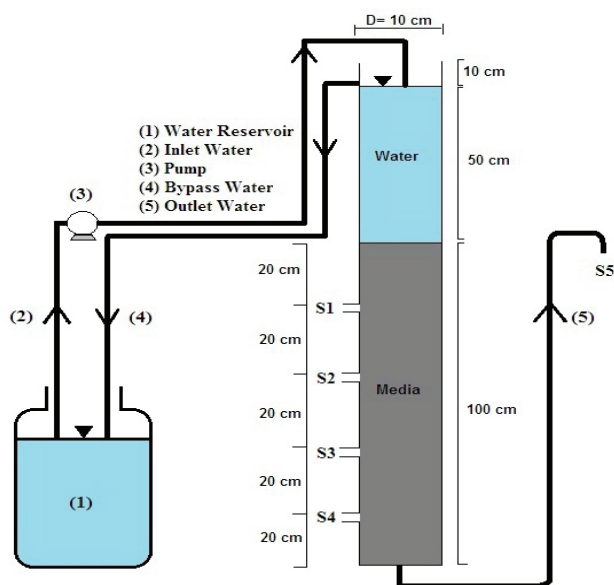 D= 10 cm
10 cm
(1) Water Reservoir
(2) Inlet Water
(3) Pump
(4) Bypass Water
(5) Outlet Water
Water
50 cm
(3)
20 cm
S5
S1
(2)
(4)
(5)
20 cm
S2
Media
20 cm
100 cm
S3
20 cm
(1)
S4
20 cm